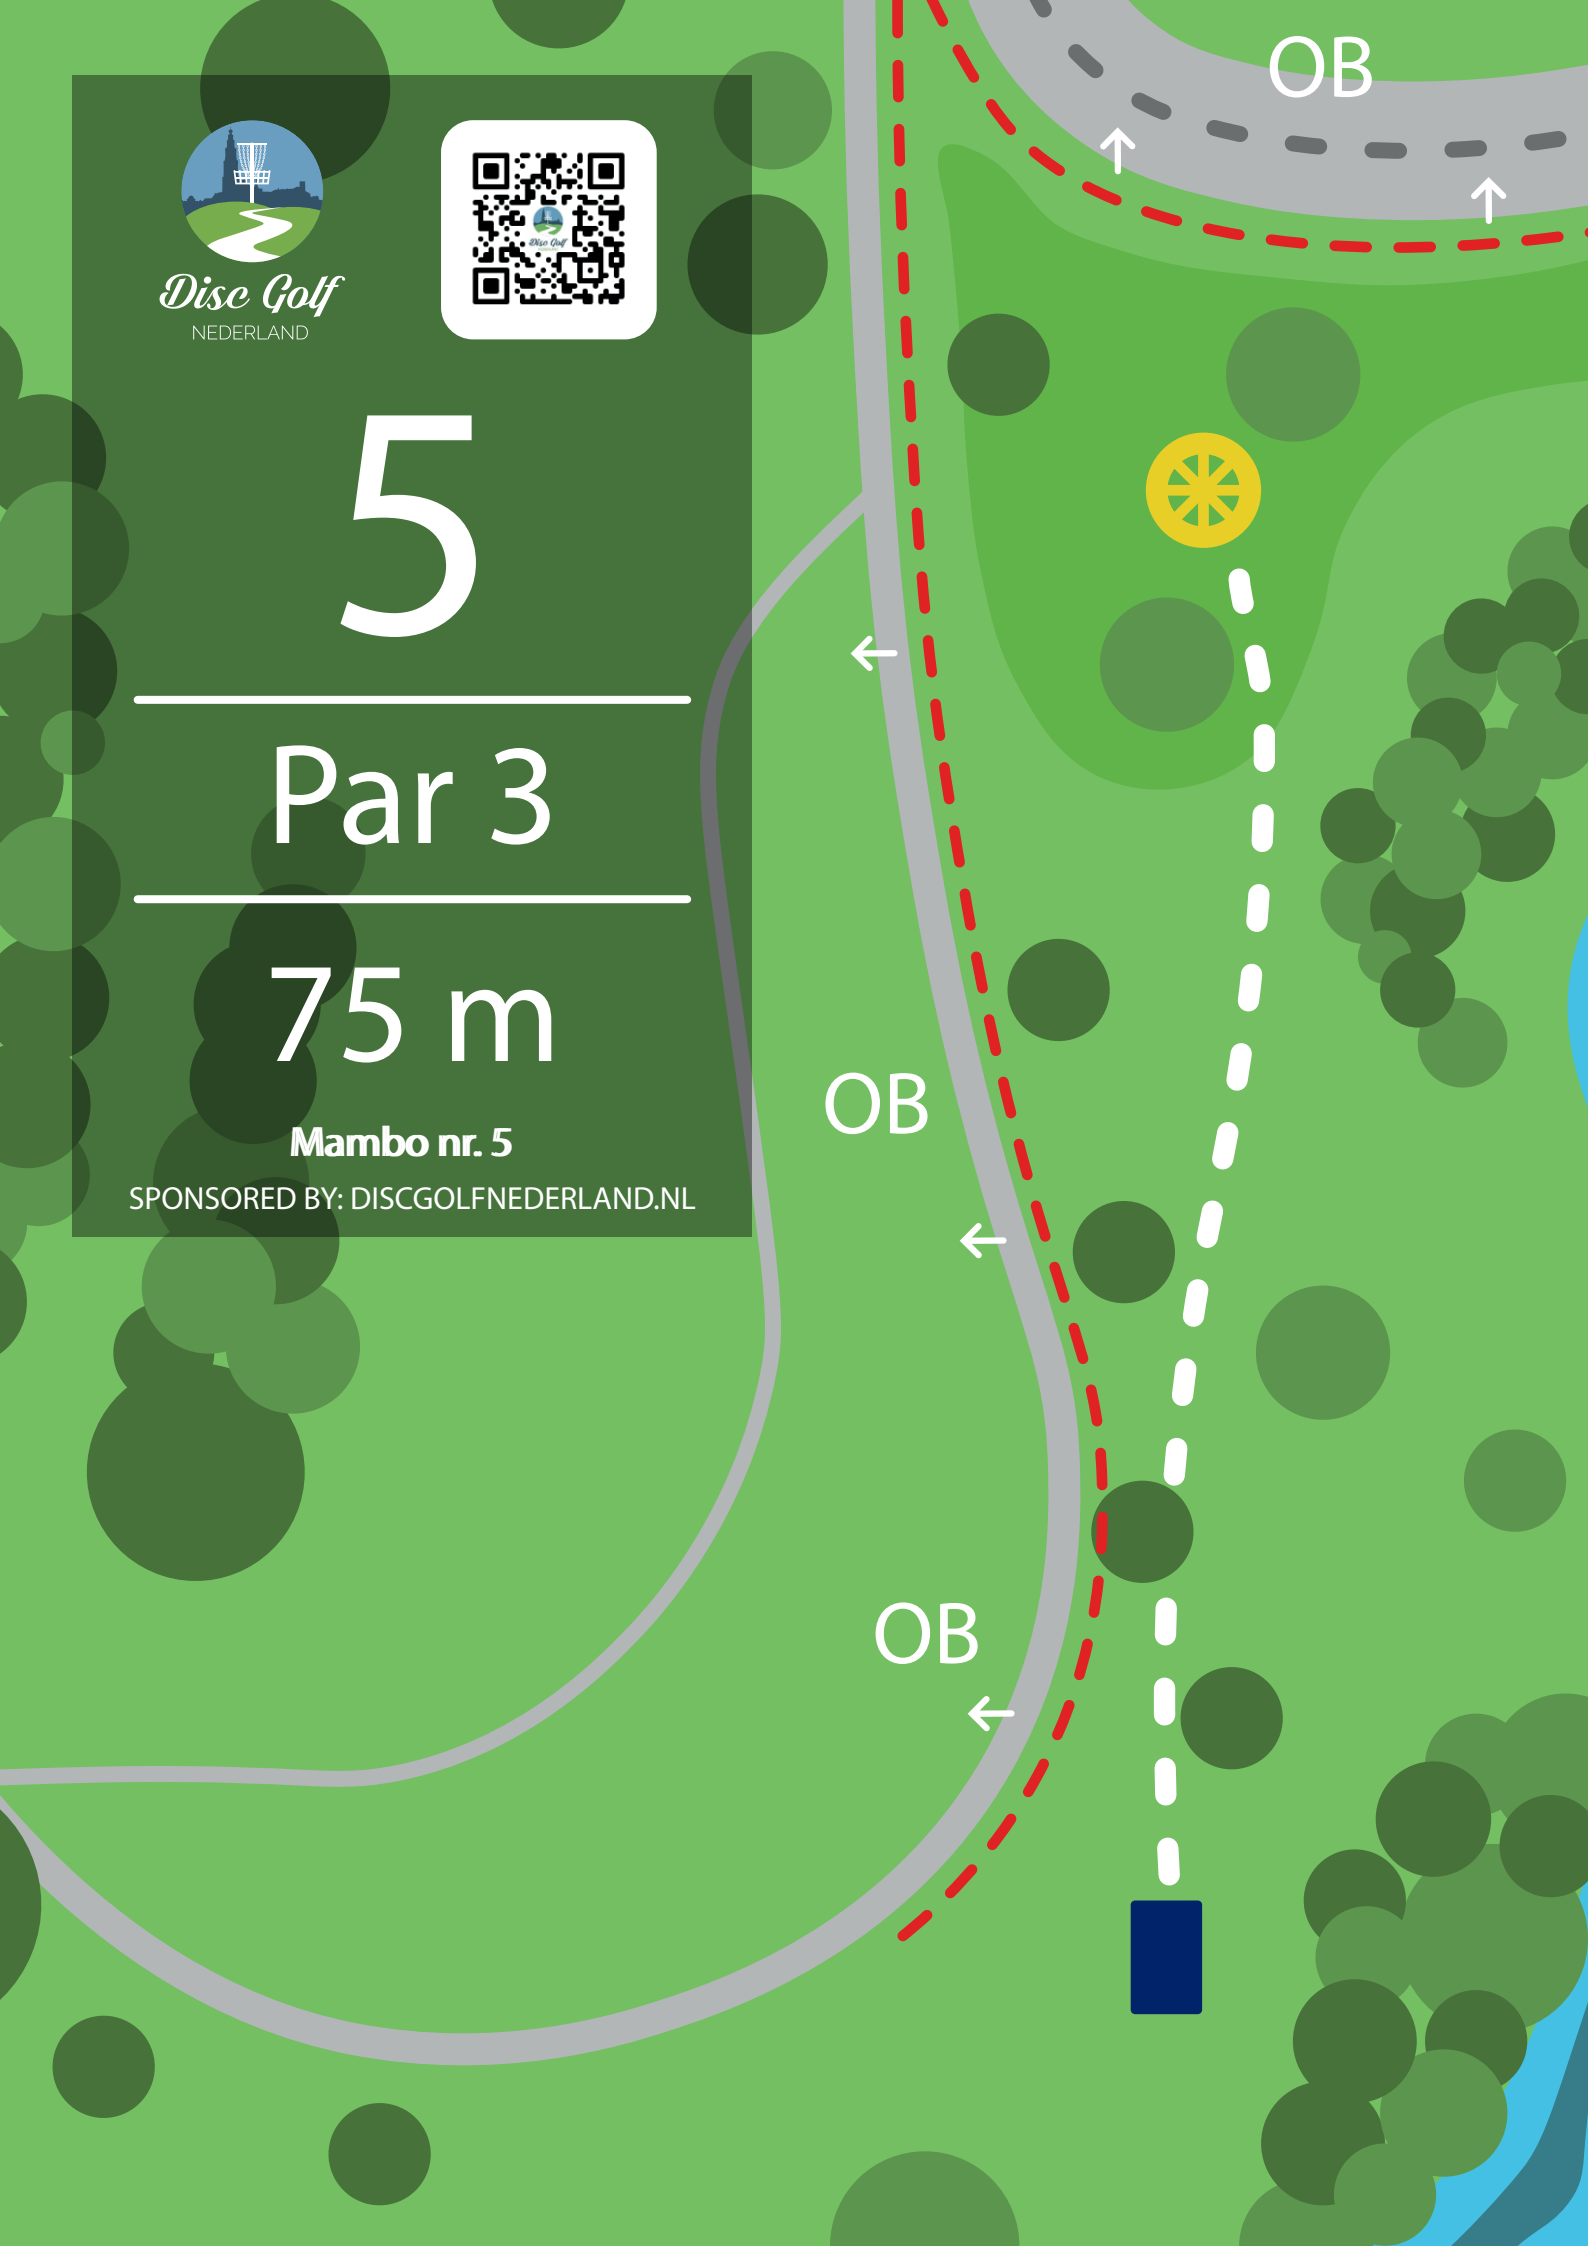 Disc Golf
NEDERLAND
5
Par 3
75 m
Mambo nr. 5
SPONSORED BY: DISCGOLFNEDERLAND.NL
OB
OB
OB